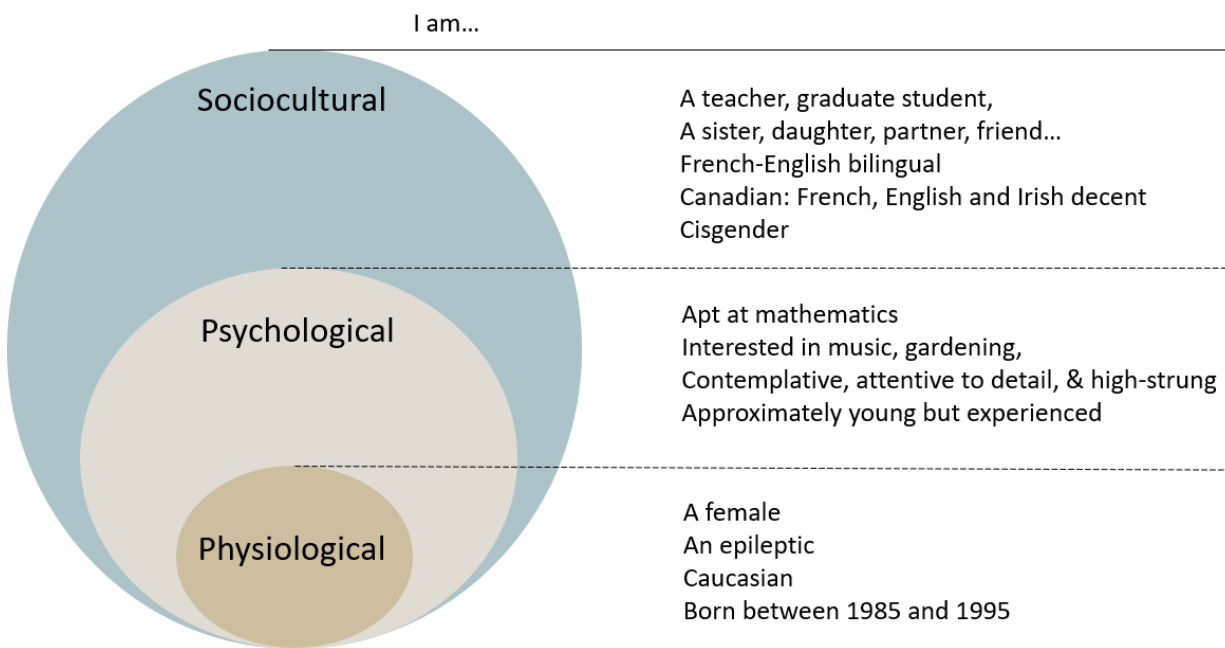 I am...
Sociocultural
A teacher, graduate student,
A sister, daughter, partner, friend...
French-English bilingual
Canadian: French, English and Irish decent
Cisgender
Psychological
Apt at mathematics
Interested in music, gardening,
Contemplative, attentive to detail, & high-strung
Approximately young but experienced
Physiological
A female
An epileptic
Caucasian
Born between 1985 and 1995